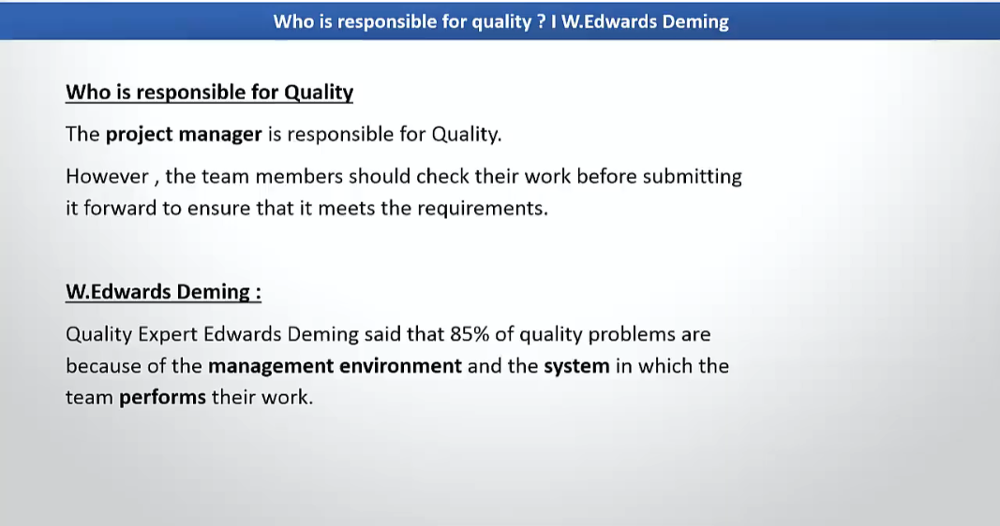 Who is responsible for quality ? I W.Edwards Deming
Who is responsible for Quality
The project manager is responsible for Quality.
However , the team members should check their work before submitting
it forward to ensure that it meets the requirements.
W.Edwards Deming :
Quality Expert Edwards Deming said that 85% of quality problems are
because of the management environment and the system in which the
team performs their work.